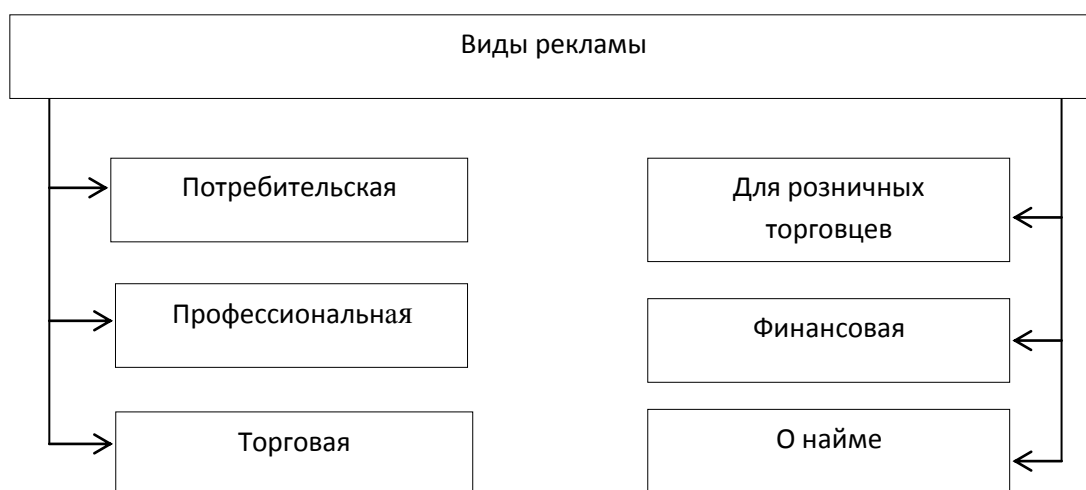 Виды рекламы
Потребительская
Для розничных
торговцев
Профессиональная
Финансовая
Торговая
О найме